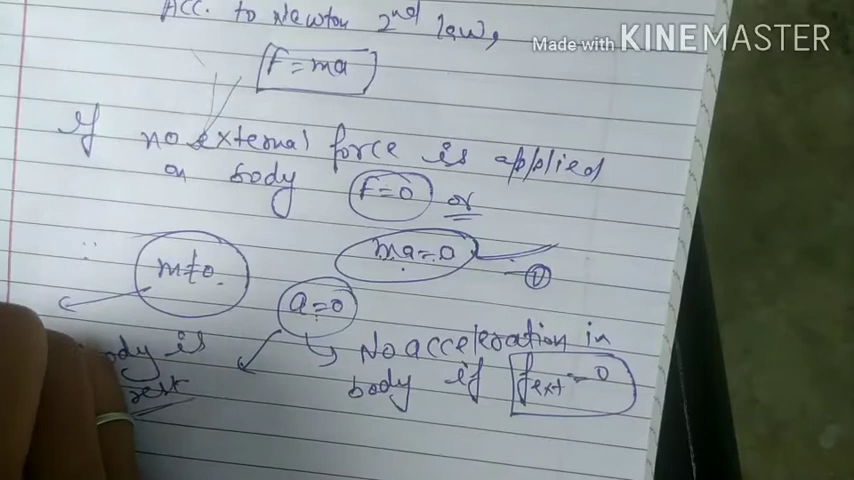 Acc. to Newton 2nd law,
Made with KINEMASTER
F = ma
If no external force is applied
on body F=0 or
ma=0
∵ m≠0. ①
a=0
body is No acceleration in
rest body if fext = 0